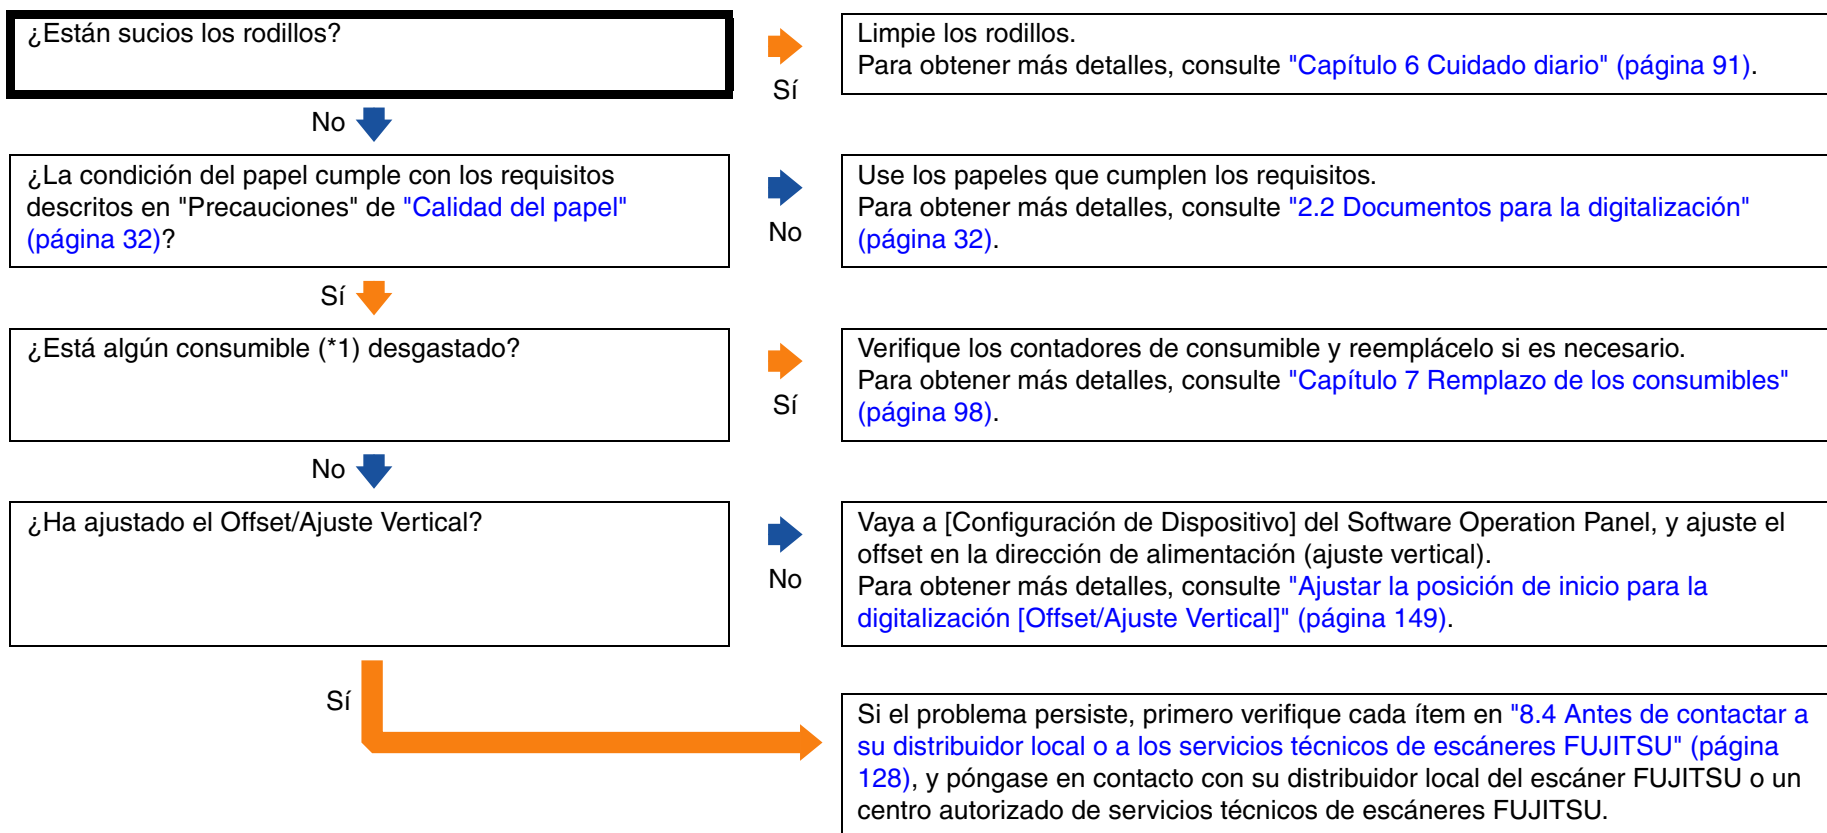 ¿Están sucios los rodillos?
Sí
Limpie los rodillos.
Para obtener más detalles, consulte "Capítulo 6 Cuidado diario" (página 91).
No
¿La condición del papel cumple con los requisitos
descritos en "Precauciones" de "Calidad del papel"
(página 32)?
No
Use los papeles que cumplen los requisitos.
Para obtener más detalles, consulte "2.2 Documentos para la digitalización"
(página 32).
Sí
¿Está algún consumible (*1) desgastado?
Sí
Verifique los contadores de consumible y reemplácelo si es necesario.
Para obtener más detalles, consulte "Capítulo 7 Remplazo de los consumibles"
(página 98).
No
¿Ha ajustado el Offset/Ajuste Vertical?
No
Vaya a [Configuración de Dispositivo] del Software Operation Panel, y ajuste el
offset en la dirección de alimentación (ajuste vertical).
Para obtener más detalles, consulte "Ajustar la posición de inicio para la
digitalización [Offset/Ajuste Vertical]" (página 149).
Sí
Si el problema persiste, primero verifique cada ítem en "8.4 Antes de contactar a
su distribuidor local o a los servicios técnicos de escáneres FUJITSU" (página
128), y póngase en contacto con su distribuidor local del escáner FUJITSU o un
centro autorizado de servicios técnicos de escáneres FUJITSU.